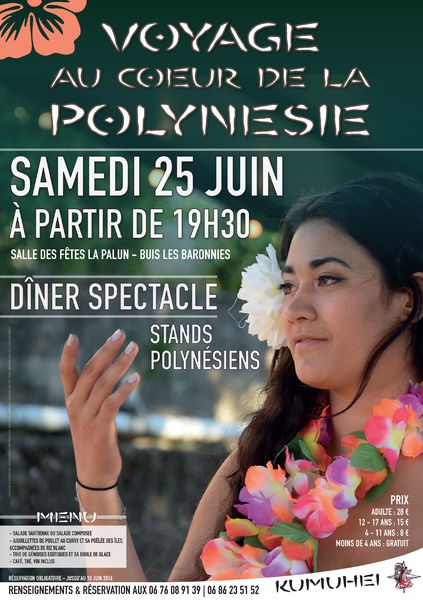 VOYAGE
AU COEUR DE LA
POLYNESIE
SAMEDI 25 JUIN
À PARTIR DE 19H30
SALLE DES FÊTES LA PALUN - BUIS LES BARONNIES
DÎNER SPECTACLE
STANDS
POLYNÉSIENS
MENU
- SALADE TAHITIENNE OU SALADE COMPOSÉE
- AIGUILLETTES DE POULET AU CURRY ET SA POÊLÉE DES ÎLES.
ACCOMPAGNÉES DE RIZ BLANC
- TRIO DE GÉNOISES EXOTIQUES ET SA BOULE DE GLACE
- CAFÉ, THÉ, VIN INCLUS
PRIX
ADULTE : 28 €
12 - 17 ANS : 15 €
4 - 11 ANS : 8 €
MOINS DE 4 ANS : GRATUIT
RÉSERVATION OBLIGATOIRE - JUSQU'AU 10 JUIN 2016
RENSEIGNEMENTS & RÉSERVATION AUX 06 76 08 91 39 | 06 86 23 51 52
KUMUHEI